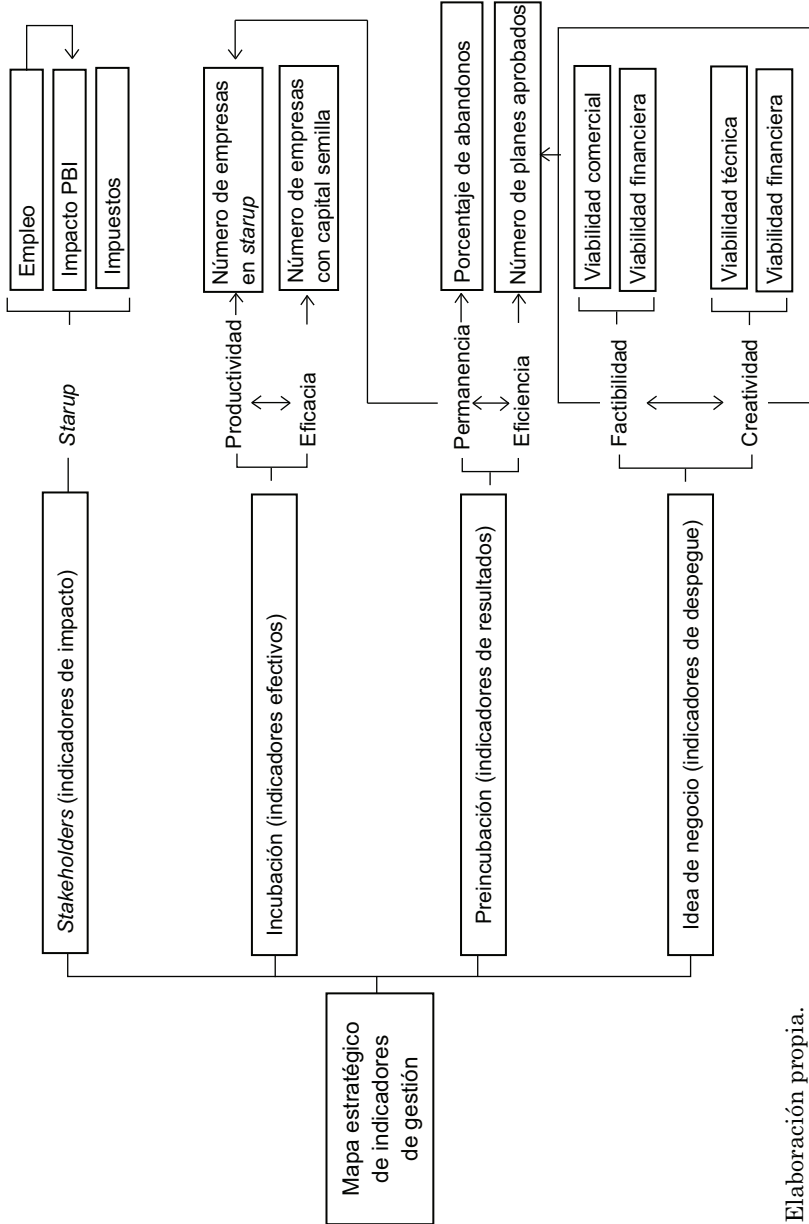 Mapa estratégico
de indicadores
de gestión
Stakeholders (indicadores de impacto)
Starup
Empleo
Impacto PBI
Impuestos
Incubación (indicadores efectivos)
Productividad
Eficacia
Número de empresas
en starup
Número de empresas
con capital semilla
Preincubación (indicadores de resultados)
Permanencia
Eficiencia
Porcentaje de abandonos
Número de planes aprobados
Idea de negocio (indicadores de despegue)
Factibilidad
Creatividad
Viabilidad comercial
Viabilidad financiera
Viabilidad técnica
Viabilidad financiera
Elaboración propia.